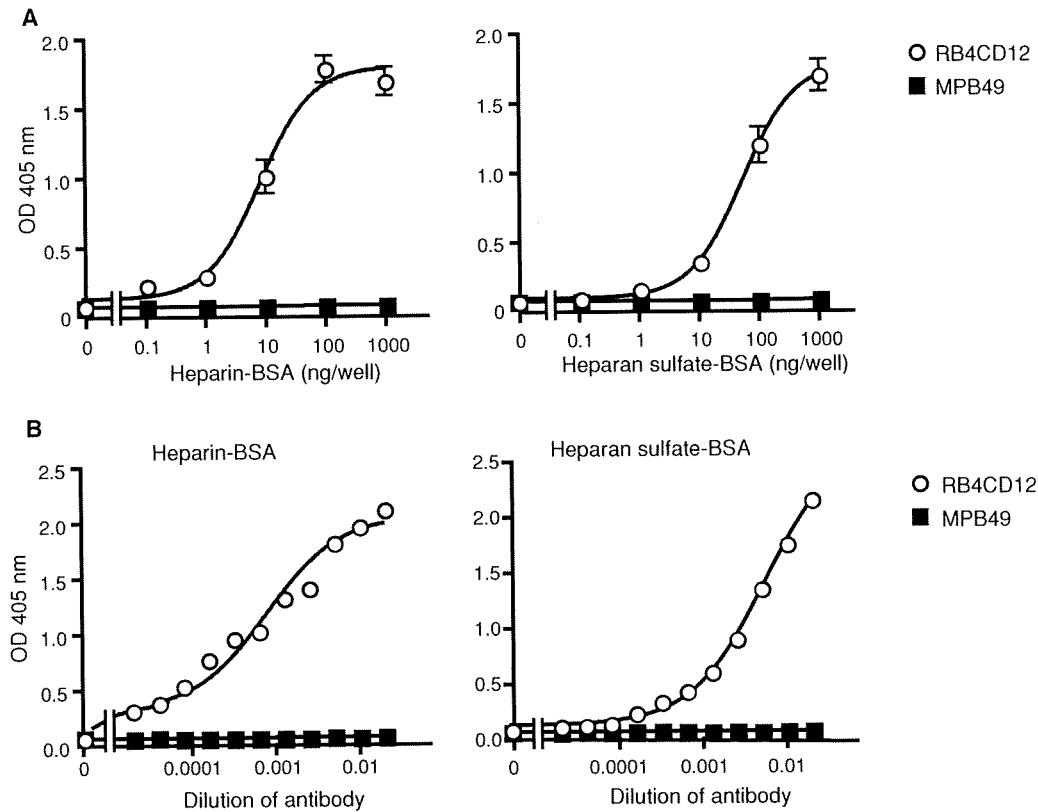 A
2.0
1.5
1.0
0.5
0
OD 405 nm
0 0.1 1 10 100 1000
Heparin-BSA (ng/well)
2.0
1.5
1.0
0.5
0
0 0.1 1 10 100 1000
Heparan sulfate-BSA (ng/well)
RB4CD12
MPB49
B
Heparin-BSA
2.5
2.0
1.5
1.0
0.5
0.0
OD 405 nm
0 0.0001 0.001 0.01
Dilution of antibody
Heparan sulfate-BSA
2.5
2.0
1.5
1.0
0.5
0.0
0 0.0001 0.001 0.01
Dilution of antibody
RB4CD12
MPB49